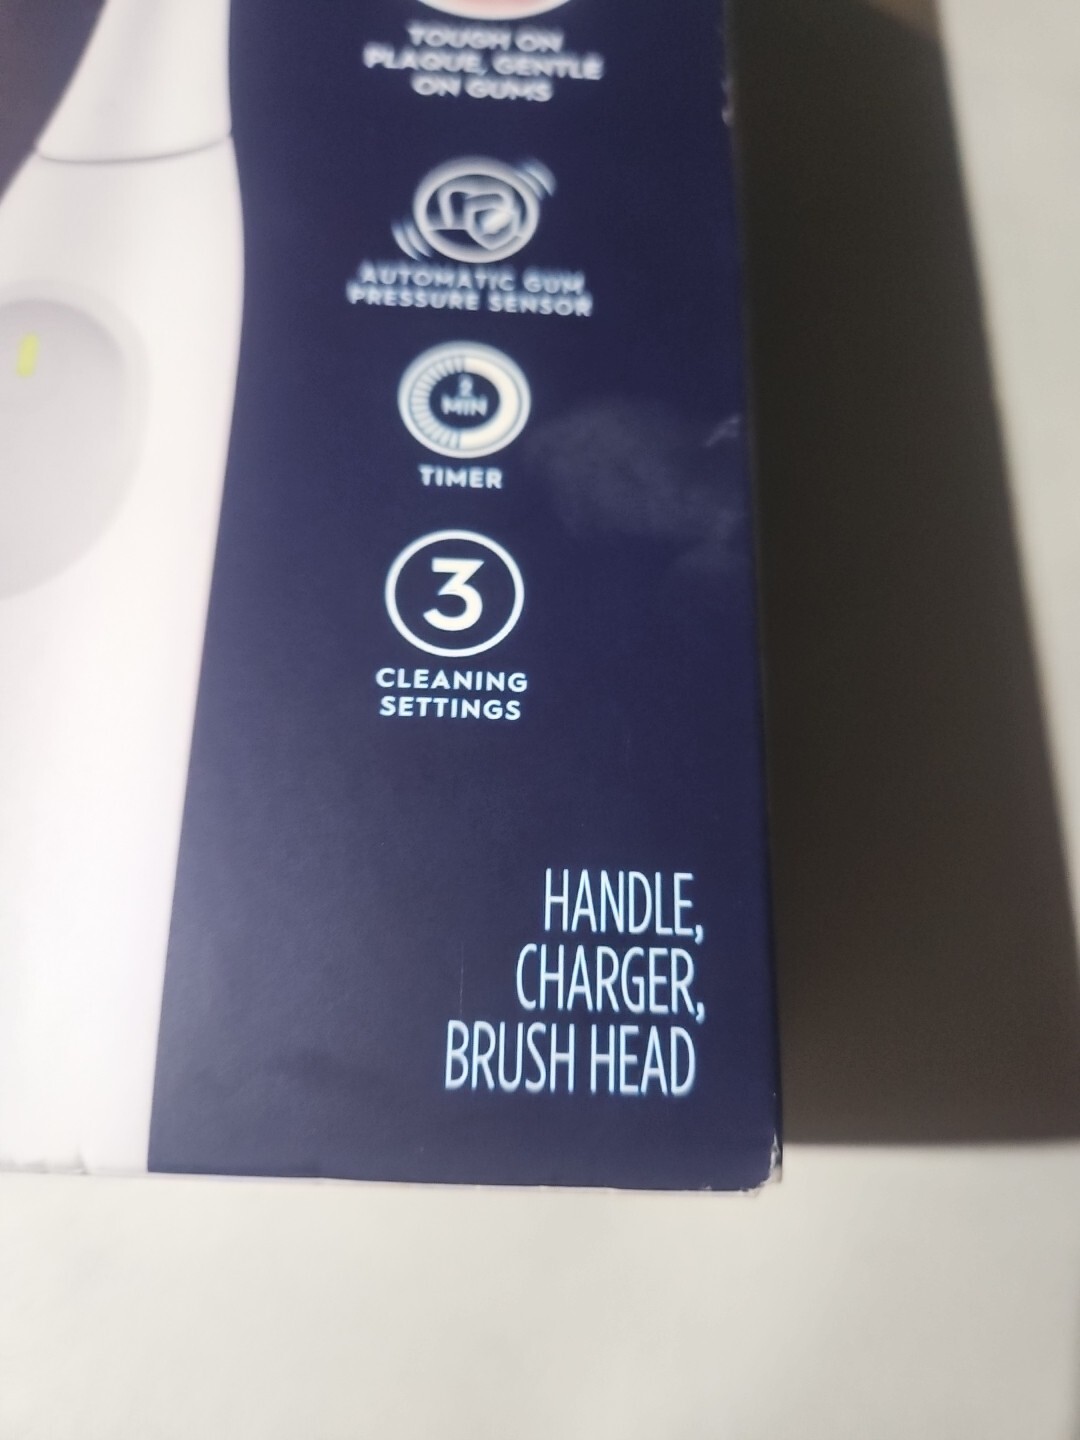 TOUGH ON
PLAQUE, GENTLE
ON GUMS
AUTOMATIC GUM
PRESSURE SENSOR
2
MIN
TIMER
3
CLEANING
SETTINGS
HANDLE,
CHARGER,
BRUSH HEAD